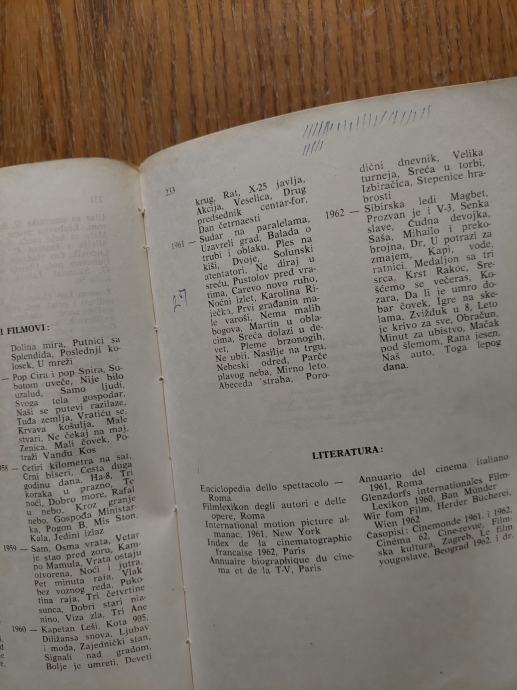 231
I FILMOVI:
Dolina mira, Putnici sa
Splendida, Poslednji ko-
losek, U mreži
— Pop Ćira i pop Spira, Su-
botom uveče, Nije bilo
uzalud, Samo ljudi,
Svoga tela gospodar,
Naši se putevi razilaze,
Tuđa zemlja, Vratiću se,
Krvava košulja, Male
stvari, Ne čekaj na maj,
Zenica, Mali čovek, Po-
traži Vandu Kos
1958 — Četiri kilometra na sat,
Crni biseri, Cesta duga
godinu dana, Ha-8, Tri
koraka u prazno, Te
noći, Dobro more, Rafal
u nebo, Kroz granje
nebo, Gospođa Ministar-
ka, Pogon B, Mis Ston,
Kala, Jedini izlaz
1959 — Sam, Osma vrata, Vetar
je stao pred zoru, Kam-
po Mamula, Vrata ostaju
otvorena, Noći i jutra,
Pet minuta raja, Vlak
bez voznog reda, Puko-
tina raja, Tri četvrtine
sunca, Dobri stari pia-
nino, Viza zla, Tri Ane
1960 — Kapetan Leši, Kota 905,
Diližansa snova, Ljubav
i moda, Zajednički stan,
Signali nad gradom,
Bolje je umreti, Deveti
233
krug, Rat, X-25 javlja,
Akcija, Veselica, Drug
predsednik centar-for,
Dan četrnaesti
1961 — Sudar na paralelama,
Uzavreli grad, Balada o
trubi i oblaku, Ples na
kiši, Dvoje, Solunski
atentatori, Ne diraj u
sreću, Pustolov pred vra-
tima, Carevo novo ruho,
Noćni izlet, Karolina Ri-
ječka, Prvi građanin ma-
le varoši, Nema malih
bogova, Martin u obla-
cima, Sreća dolazi u de-
vet, Pleme brzonogih,
Ne ubij, Nasilje na trgu,
Nebeski odred, Parče
plavog neba, Mirno leto,
Abeceda straha, Poro-
27
dični dnevnik, Velika
turneja, Sreća u torbi,
Izbiračica, Stepenice hra-
brosti
1962 — Sibirska ledi Magbet,
Prozvan je i V-3, Senka
slave, Čudna devojka,
Saša, Mihailo i preko-
brojna, Dr, U potrazi za
zmajem, Kapi, vode,
ratnici, Medaljon sa tri
srca, Krst Rakoc, Sre-
šćemo se večeras, Ko-
zara, Da li je umro do-
bar čovek, Igre na ske-
lama, Zvižduk u 8, Leto
je krivo za sve, Obračun,
Minut za ubistvo, Mačak
pod šlemom, Rana jesen,
Naš auto, Toga lepog
dana.
LITERATURA:
Enciclopedia dello spettacolo —
Roma
Filmlexikon degli autori e delle
opere, Roma
International motion picture al-
manac, 1961, New York
Index de la cinematographie
francaise 1962, Paris
Annuaire biographique du cine-
ma et de la T-V, Paris
Annuario del cinema italiano
1961, Roma
Glenzdorfs internationales Film-
Lexikon 1960, Ban Münder
Wir fom Film, Herder Bücherei,
Wien 1962
Časopisi: Cinemonde 1961. i 1962.
Cinéma 62, Cine-revue, Film-
ska kultura, Zagreb, Le film
yougoslave, Beograd 1962. i dr.